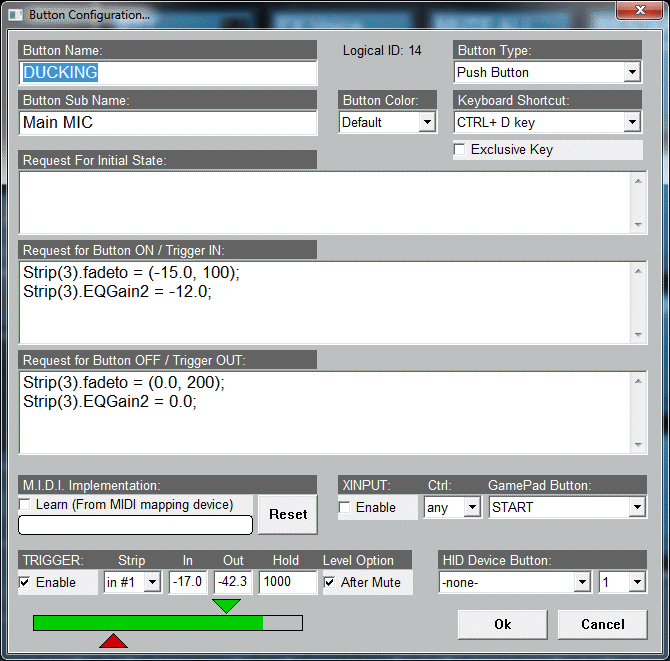 Button Configuration...
Button Name:
Logical ID: 14
Button Type:
DUCKING
Push Button
Button Sub Name:
Button Color:
Keyboard Shortcut:
Main MIC
Default
CTRL+ D key
Exclusive Key
Request For Initial State:
Request for Button ON / Trigger IN:
Strip(3).fadeto = (-15.0, 100);
Strip(3).EQGain2 = -12.0;
Request for Button OFF / Trigger OUT:
Strip(3).fadeto = (0.0, 200);
Strip(3).EQGain2 = 0.0;
M.I.D.I. Implementation:
XINPUT:
Ctrl:
GamePad Button:
Learn (From MIDI mapping device)
Reset
Enable
any
START
TRIGGER:
Strip
In
Out
Hold
Level Option
HID Device Button:
Enable
in #1
-17.0
-42.3
1000
After Mute
-none-
1
Ok
Cancel